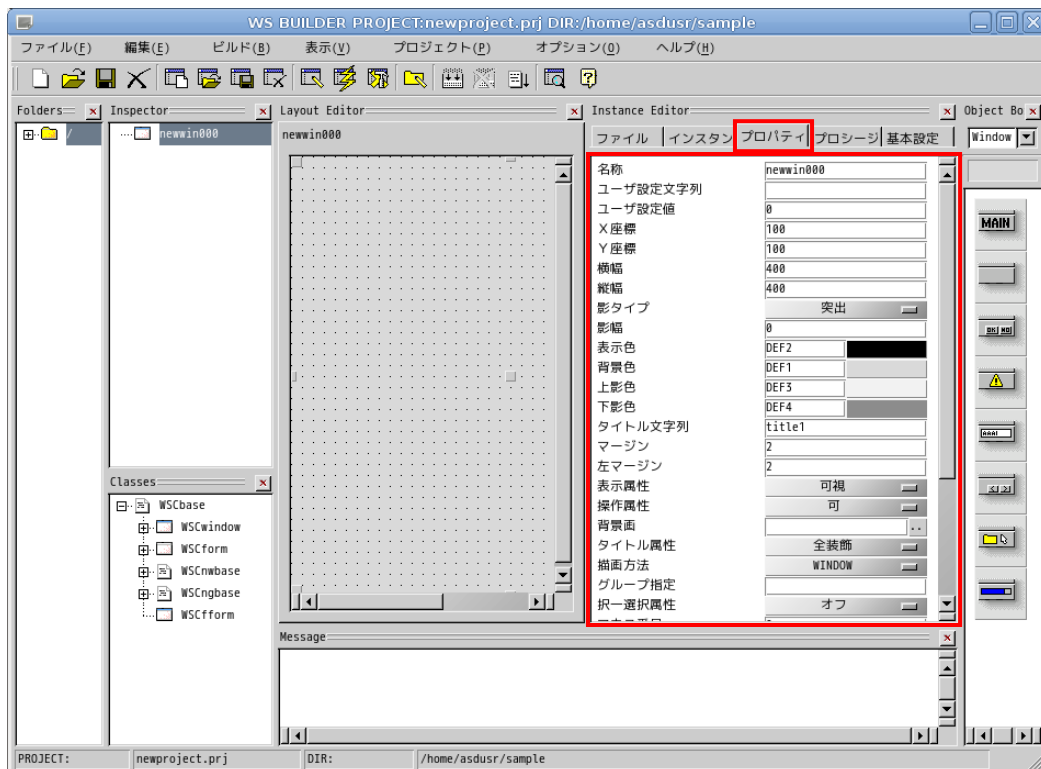 WS BUILDER PROJECT:newproject.prj DIR:/home/asdusr/sample
ファイル(F) 編集(E) ビルド(B) 表示(V) プロジェクト(P) オプション(O) ヘルプ(H)
Folders
Inspector
Layout Editor
Instance Editor
Object Bo
/
newwin000
newwin000
ファイル インスタン プロパティ プロシージ 基本設定
Window
名称 newwin000
ユーザ設定文字列
ユーザ設定値 0
X座標 100
Y座標 100
横幅 400
縦幅 400
影タイプ 突出
影幅 0
表示色 DEF2
背景色 DEF1
上影色 DEF3
下影色 DEF4
タイトル文字列 title1
マージン 2
左マージン 2
表示属性 可視
操作属性 可
背景画 ..
タイトル属性 全装飾
描画方法 WINDOW
グループ指定
択一選択属性 オフ
MAIN
Classes
WSCbase
WSCwindow
WSCform
WSCnwbase
WSCngbase
WSCfform
Message
PROJECT: newproject.prj DIR: /home/asdusr/sample